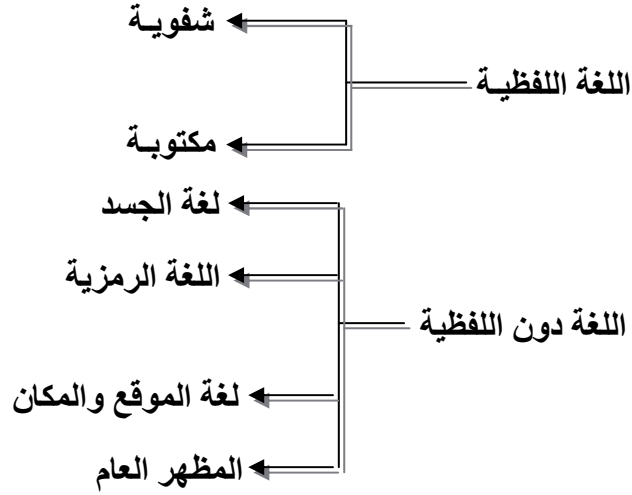 شفويـة
اللغة اللفظيـة
مكتوبـة
لغة الجسد
اللغة الرمزية
اللغة دون اللفظية
لغة الموقع والمكان
المظهر العام